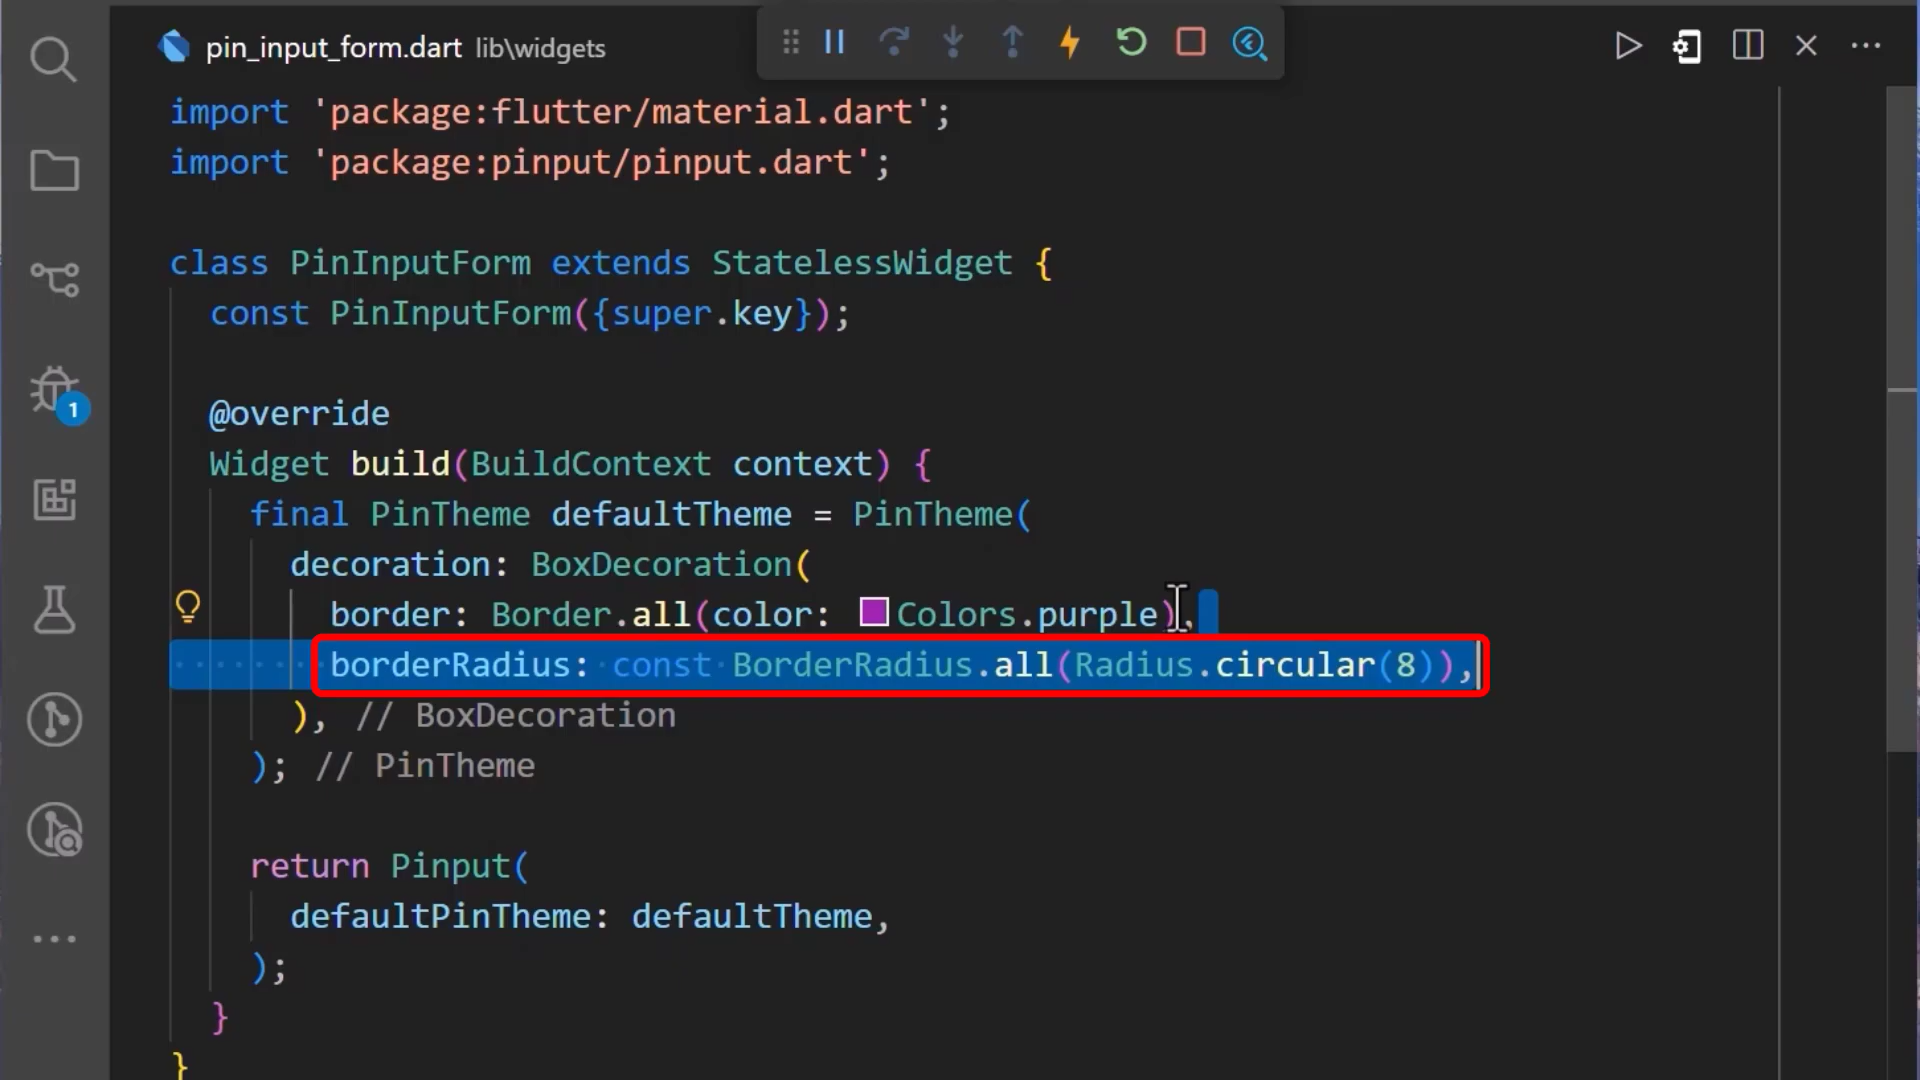 pin_input_form.dart lib\widgets
import 'package:flutter/material.dart';
import 'package:pinput/pinput.dart';
class PinInputForm extends StatelessWidget {
const PinInputForm({super.key});
@override
Widget build(BuildContext context) {
final PinTheme defaultTheme = PinTheme(
decoration: BoxDecoration(
border: Border.all(color: Colors.purple),
borderRadius: const BorderRadius.all(Radius.circular(8)),
), // BoxDecoration
); // PinTheme
return Pinput(
defaultPinTheme: defaultTheme,
);
}
}
1